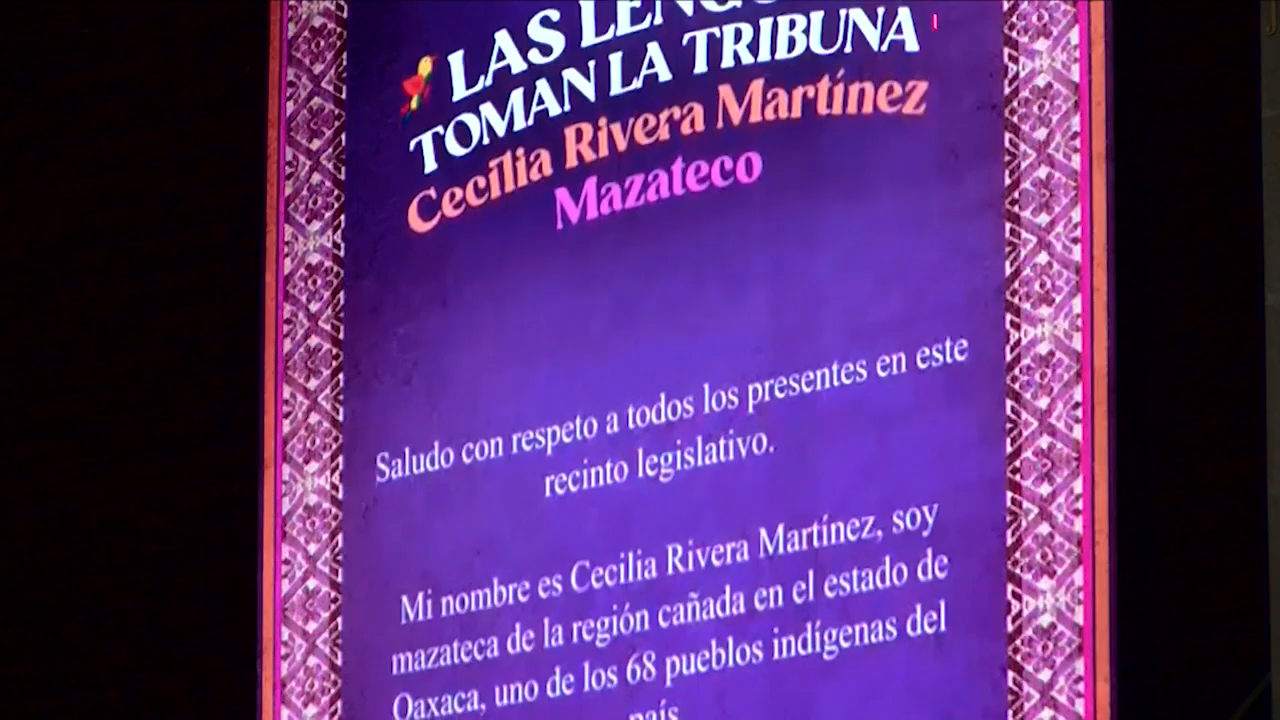 LAS
TOMAN LA TRIBUNA
Cecilia Rivera Martínez
Mazateco
Saludo con respeto a todos los presentes en este
recinto legislativo.
Mi nombre es Cecilia Rivera Martínez, soy
mazateca de la región cañada en el estado de
Oaxaca, uno de los 68 pueblos indígenas del
país